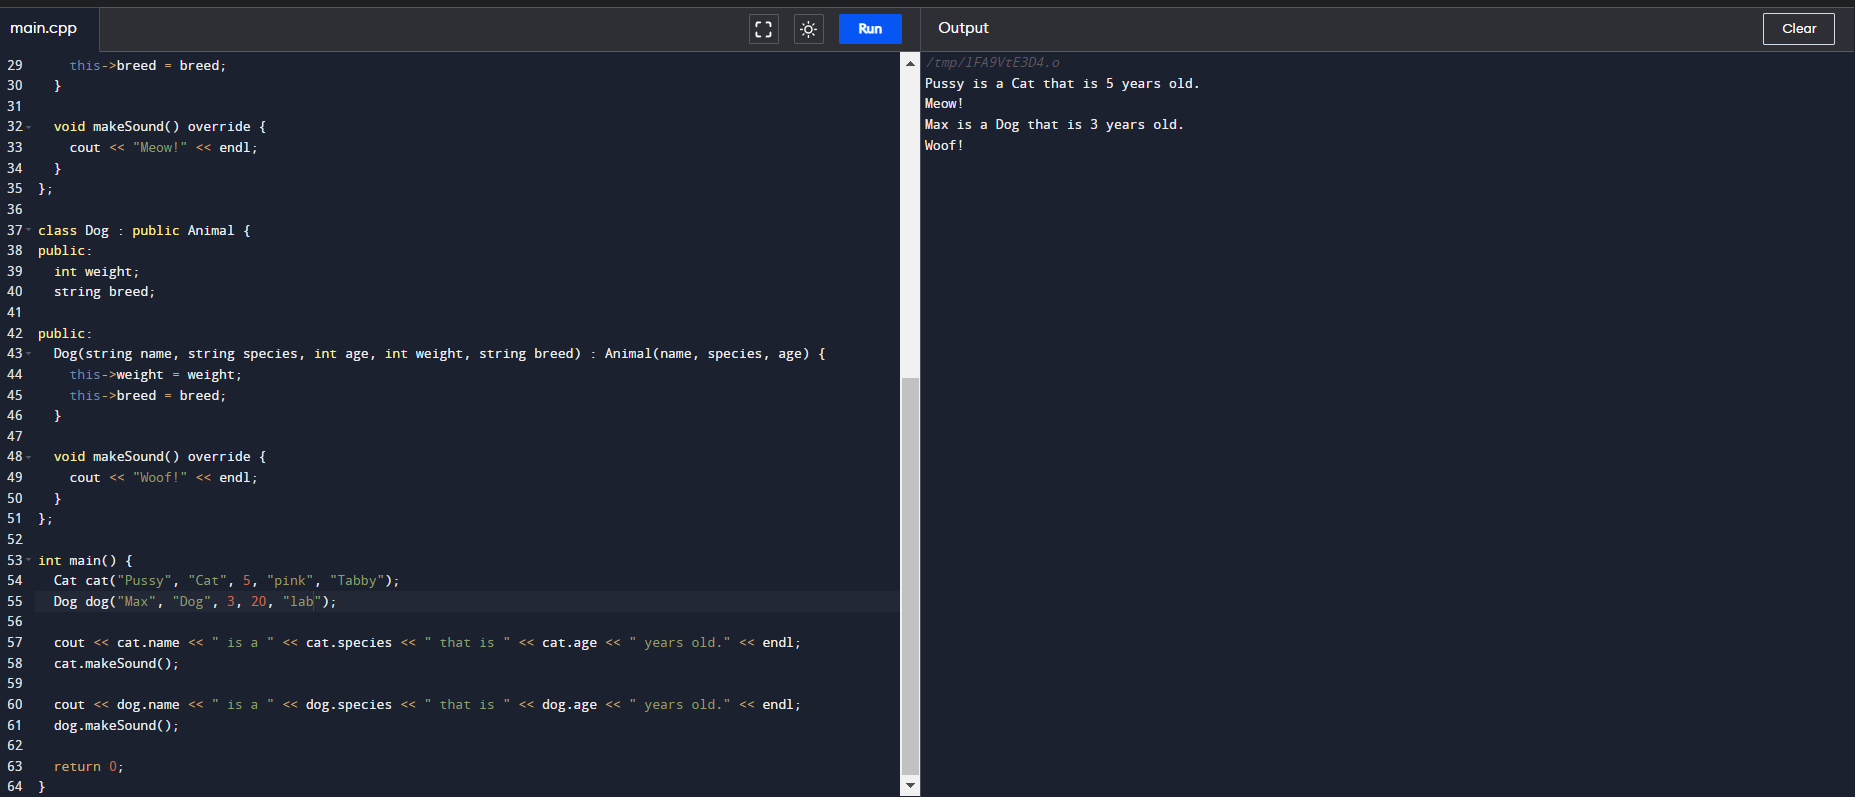 main.cpp
Run
Output
Clear
29 this->breed = breed;
30 }
31
32 void makeSound() override {
33 cout << "Meow!" << endl;
34 }
35 };
36
37 class Dog : public Animal {
38 public:
39 int weight;
40 string breed;
41
42 public:
43 Dog(string name, string species, int age, int weight, string breed) : Animal(name, species, age) {
44 this->weight = weight;
45 this->breed = breed;
46 }
47
48 void makeSound() override {
49 cout << "Woof!" << endl;
50 }
51 };
52
53 int main() {
54 Cat cat("Pussy", "Cat", 5, "pink", "Tabby");
55 Dog dog("Max", "Dog", 3, 20, "lab");
56
57 cout << cat.name << " is a " << cat.species << " that is " << cat.age << " years old." << endl;
58 cat.makeSound();
59
60 cout << dog.name << " is a " << dog.species << " that is " << dog.age << " years old." << endl;
61 dog.makeSound();
62
63 return 0;
64 }
/tmp/lFA9VtE3D4.o
Pussy is a Cat that is 5 years old.
Meow!
Max is a Dog that is 3 years old.
Woof!